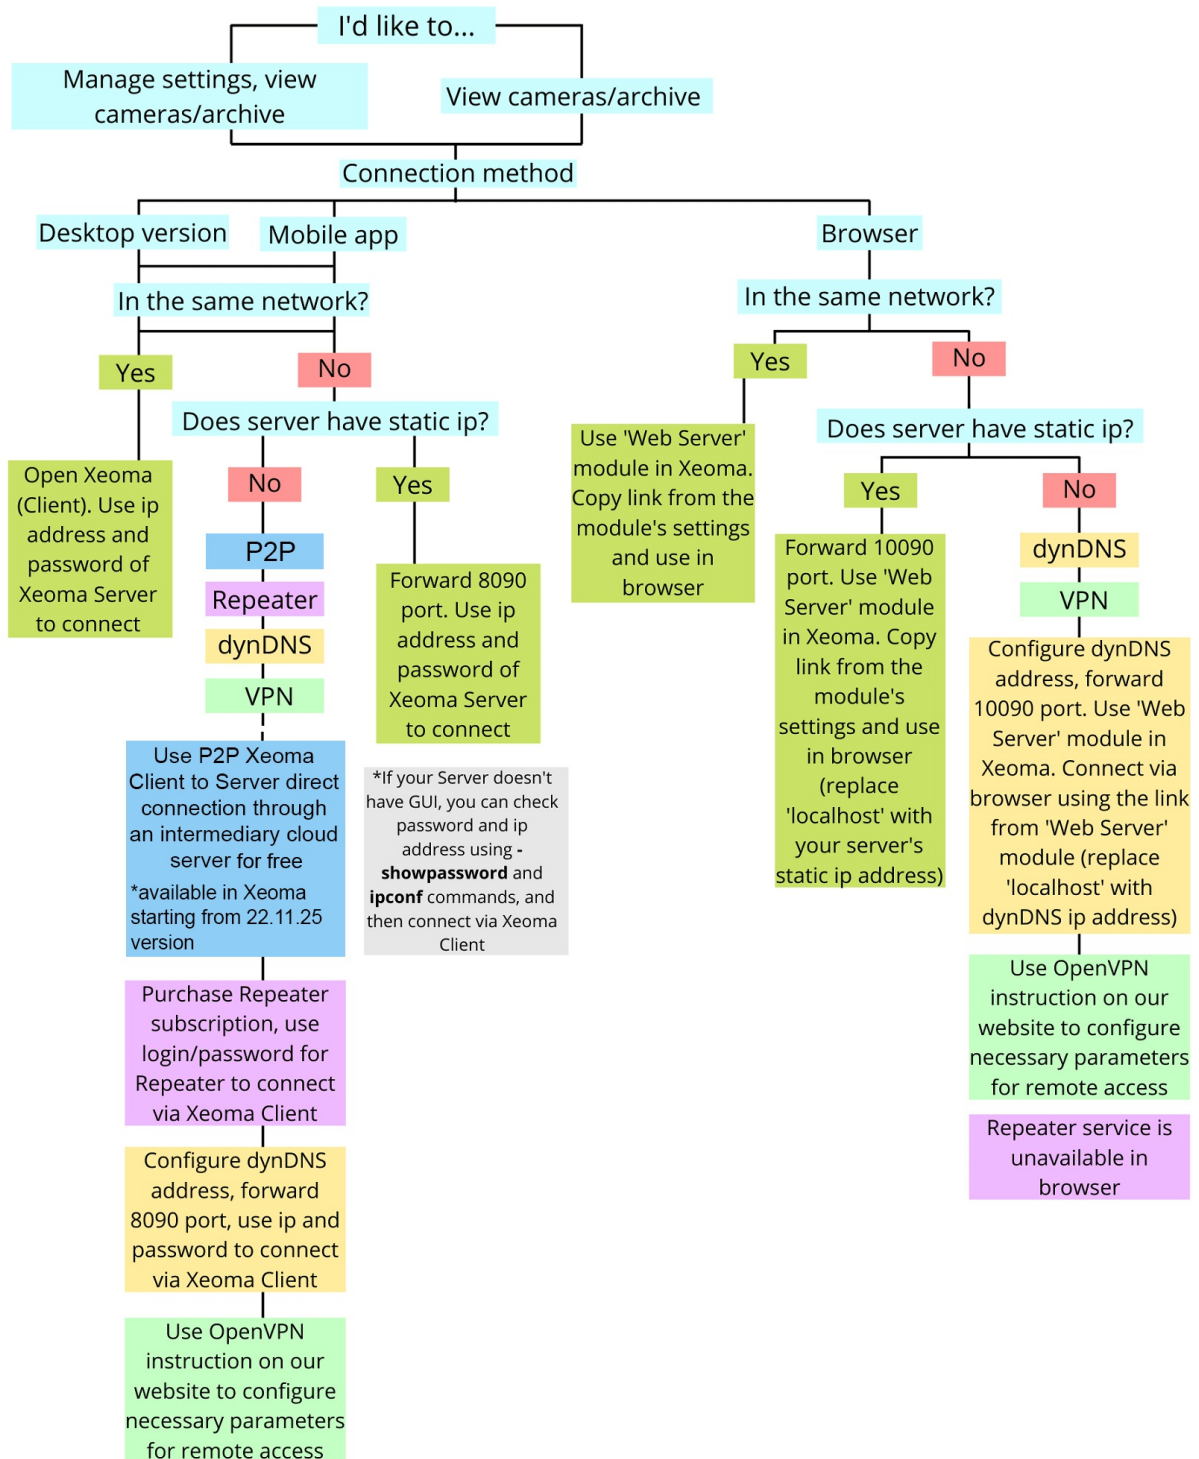 I'd like to...
Manage settings, view
cameras/archive
View cameras/archive
Connection method
Desktop version
Mobile app
Browser
In the same network?
Yes
No
Open Xeoma
(Client). Use ip
address and
password of
Xeoma Server
to connect
Does server have static ip?
No
Yes
P2P
Repeater
dynDNS
VPN
Forward 8090
port. Use ip
address and
password of
Xeoma Server
to connect
Use P2P Xeoma
Client to Server direct
connection through
an intermediary cloud
server for free
*available in Xeoma
starting from 22.11.25
version
*If your Server doesn't
have GUI, you can check
password and ip
address using -
showpassword and
ipconf commands, and
then connect via Xeoma
Client
Purchase Repeater
subscription, use
login/password for
Repeater to connect
via Xeoma Client
Configure dynDNS
address, forward
8090 port, use ip and
password to connect
via Xeoma Client
Use OpenVPN
instruction on our
website to configure
necessary parameters
for remote access
In the same network?
Yes
No
Use 'Web Server'
module in Xeoma.
Copy link from the
module's settings
and use in
browser
Does server have static ip?
Yes
No
Forward 10090
port. Use 'Web
Server' module
in Xeoma. Copy
link from the
module's
settings and use
in browser
(replace
'localhost' with
your server's
static ip address)
dynDNS
VPN
Configure dynDNS
address, forward
10090 port. Use 'Web
Server' module in
Xeoma. Connect via
browser using the link
from 'Web Server'
module (replace
'localhost' with
dynDNS ip address)
Use OpenVPN
instruction on our
website to configure
necessary parameters
for remote access
Repeater service is
unavailable in
browser